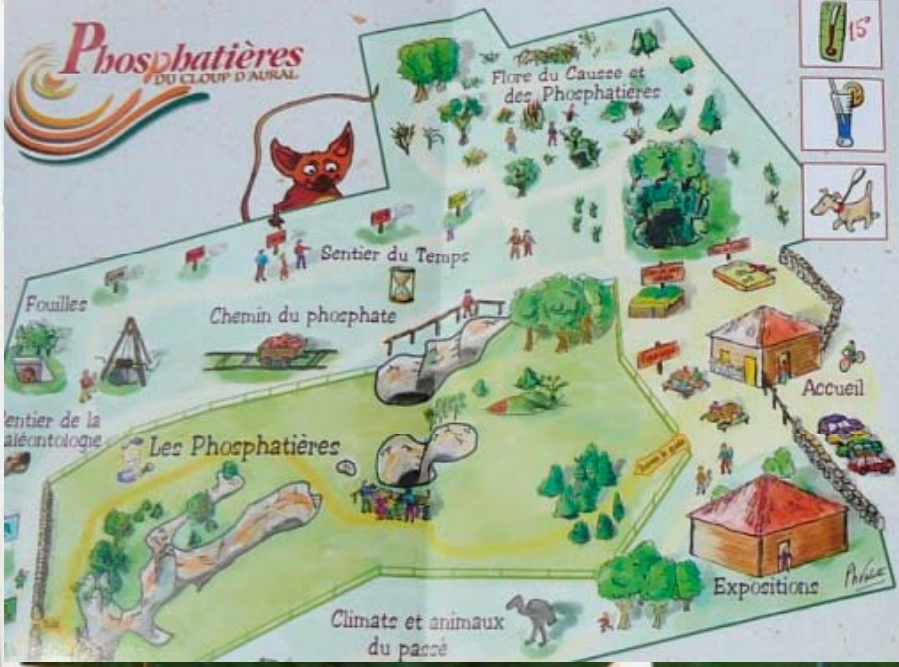 Phosphatières
DU CLOUP D'AURAL
15°
Flore du Causse et
des Phosphatières
Sentier du Temps
Fouilles
Chemin du phosphate
entier de la
aléontologie
Les Phosphatières
Accueil
Expositions
Climats et animaux
du passé